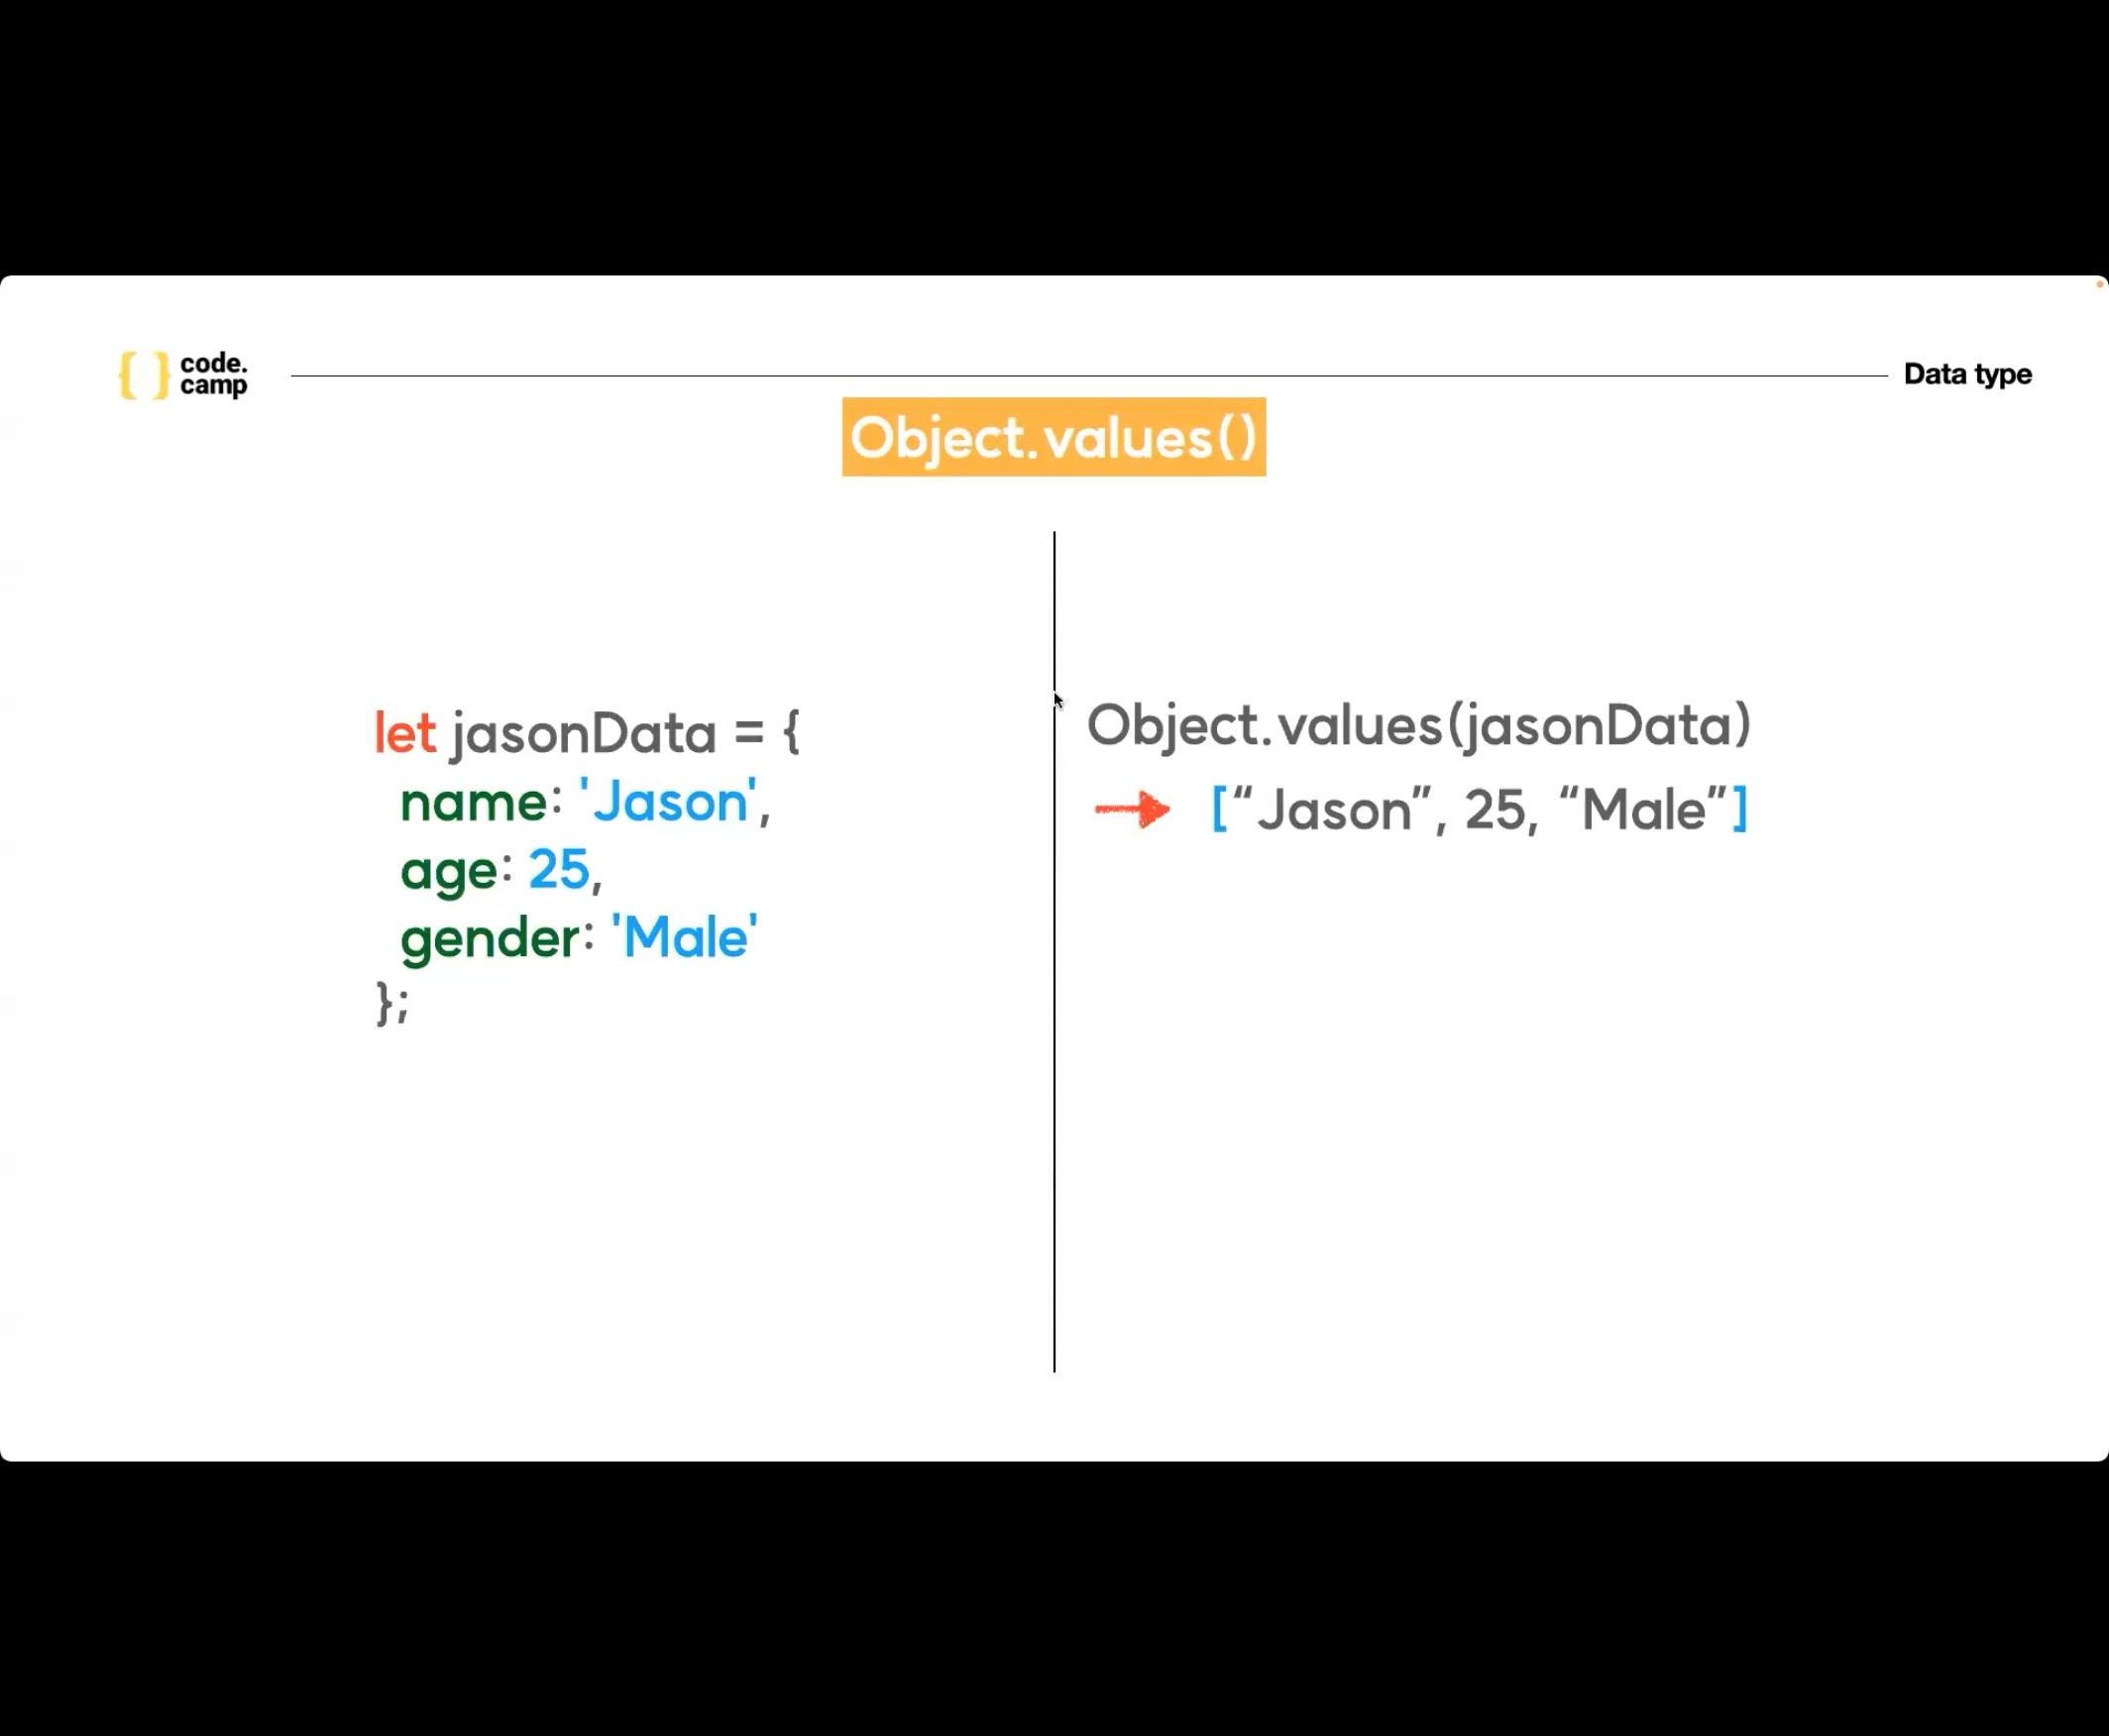 code.
camp
Data type
Object.values()
let jasonData = {
name: 'Jason',
age: 25,
gender: 'Male'
};
Object.values(jasonData)
[“Jason”, 25, “Male”]